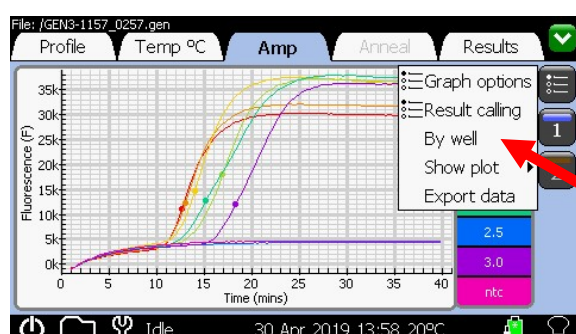 File: /GEN3-1157_0257.gen
Profile Temp ºC Amp Anneal Results
Graph options
Result calling
By well
Show plot
Export data
1
2
2.5
3.0
ntc
Fluorescence (F)
35k
30k
25k
20k
15k
10k
5k
0k
0 5 10 15 20 25 30 35 40
Time (mins)
Idle 30 Apr 2019 13:58 20ºC